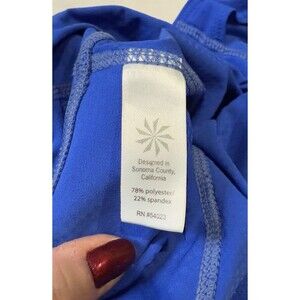 Designed in
Sonoma County,
California
78% polyester/
22% spandex
RN #54023